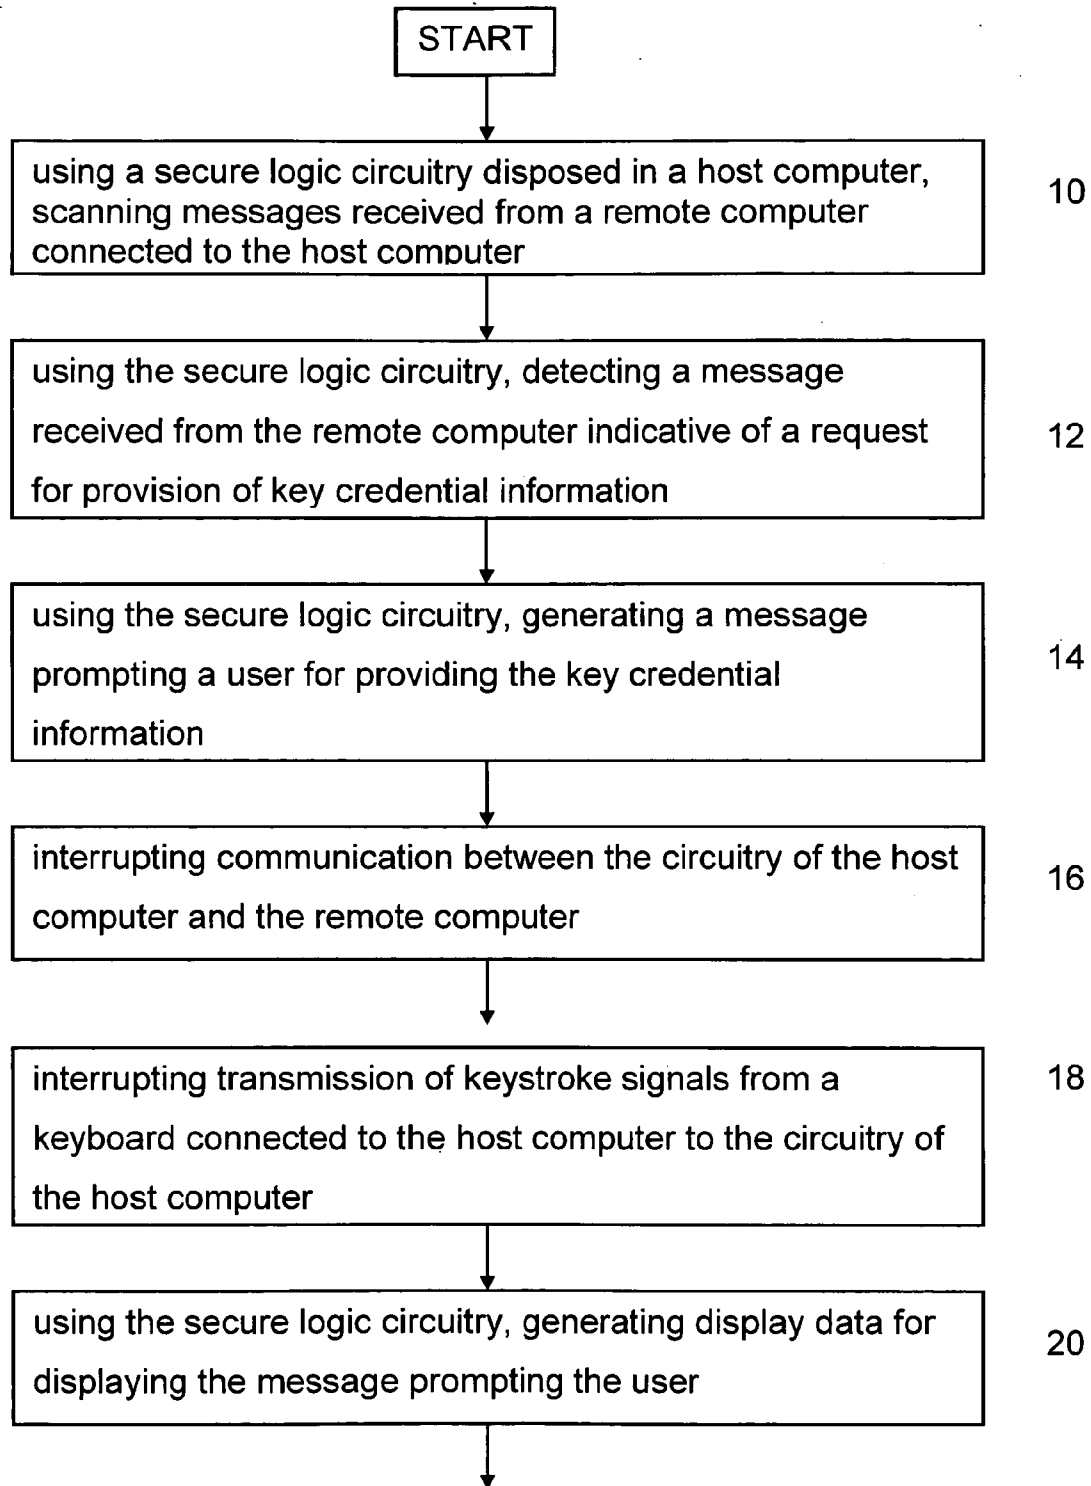 START
using a secure logic circuitry disposed in a host computer,
scanning messages received from a remote computer
connected to the host computer
10
using the secure logic circuitry, detecting a message
received from the remote computer indicative of a request
for provision of key credential information
12
using the secure logic circuitry, generating a message
prompting a user for providing the key credential
information
14
interrupting communication between the circuitry of the host
computer and the remote computer
16
interrupting transmission of keystroke signals from a
keyboard connected to the host computer to the circuitry of
the host computer
18
using the secure logic circuitry, generating display data for
displaying the message prompting the user
20